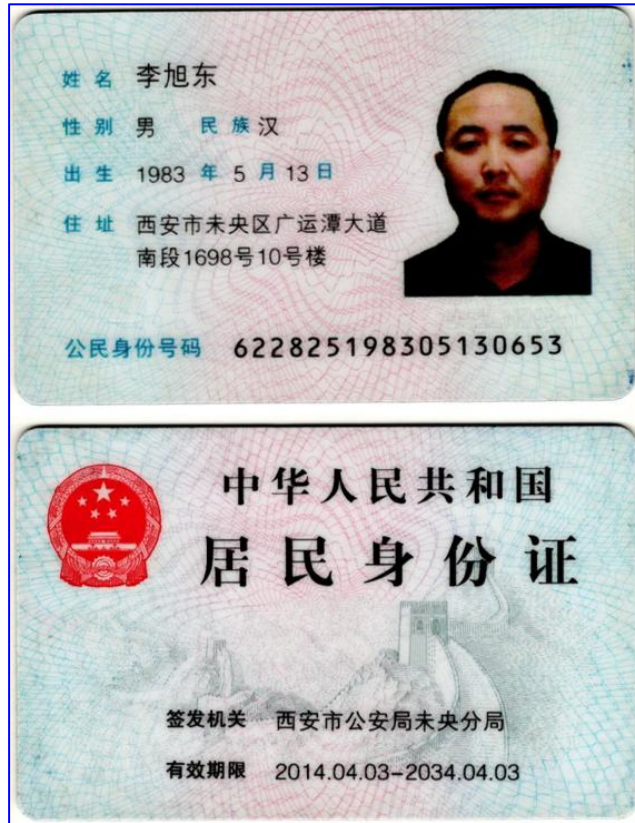 姓名 李旭东
性别 男 民族 汉
出生 1983 年 5 月 13 日
住址 西安市未央区广运潭大道
南段1698号10号楼
公民身份号码 622825198305130653
中华人民共和国
居民身份证
签发机关 西安市公安局未央分局
有效期限 2014.04.03-2034.04.03